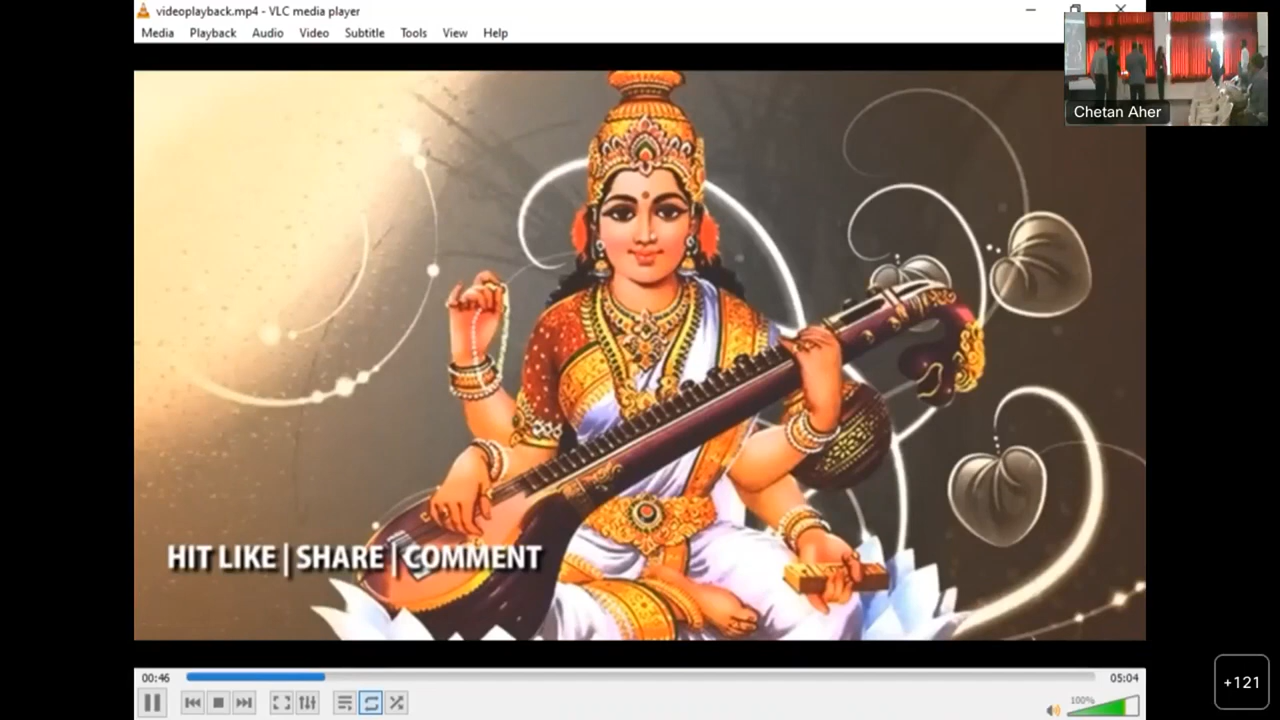 videoplayback.mp4 - VLC media player
Media Playback Audio Video Subtitle Tools View Help
Chetan Aher
HIT LIKE | SHARE | COMMENT
00:46
05:04
100%
+121